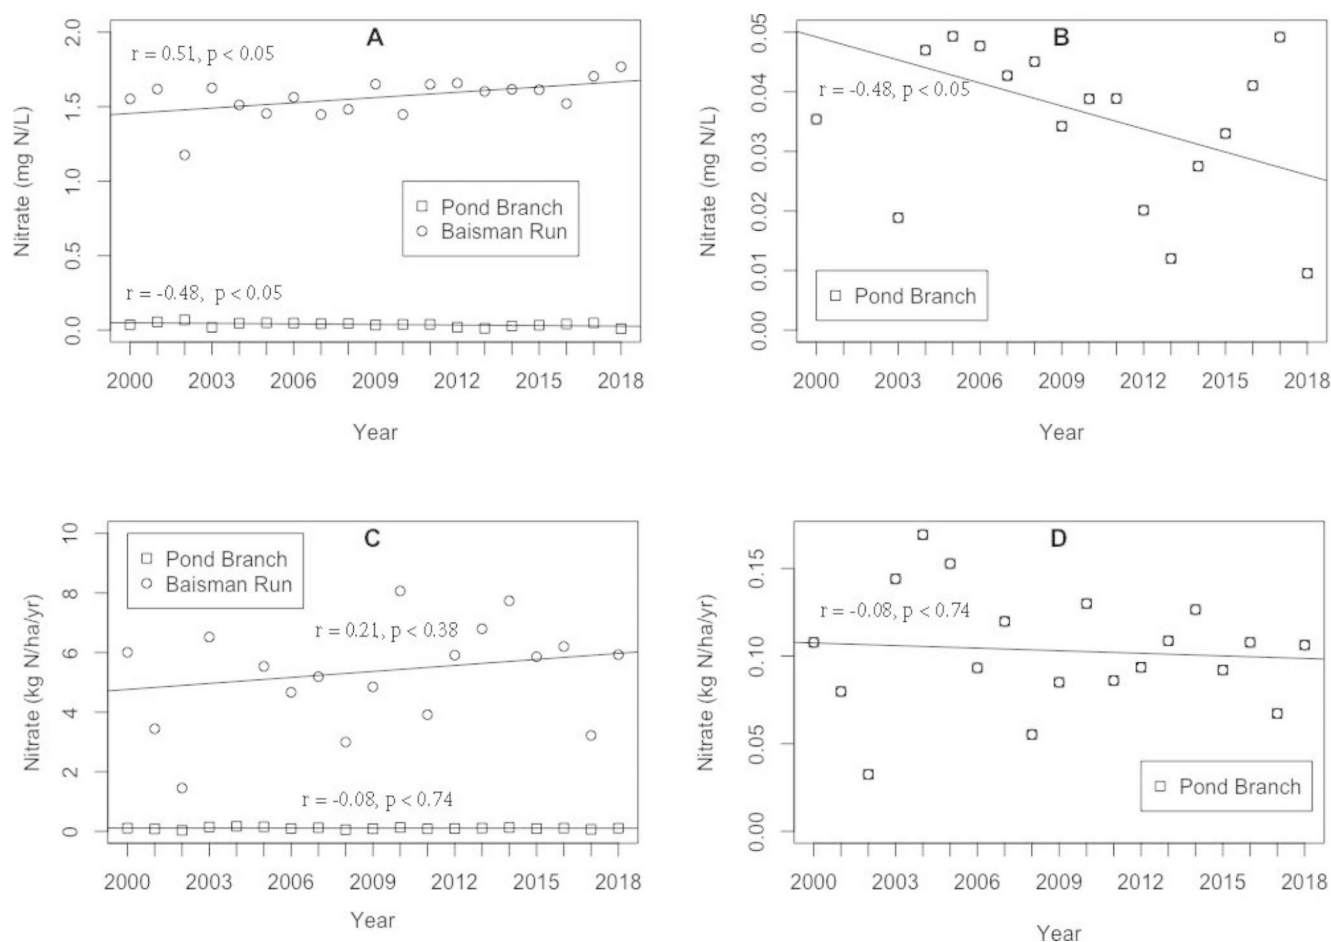 A
r = 0.51, p < 0.05
Nitrate (mg N/L)
2.0
1.5
1.0
0.5
0.0
Pond Branch
Baisman Run
r = -0.48, p < 0.05
2000 2003 2006 2009 2012 2015 2018
Year
B
r = -0.48, p < 0.05
Nitrate (mg N/L)
0.05
0.04
0.03
0.02
0.01
0.00
Pond Branch
2000 2003 2006 2009 2012 2015 2018
Year
C
Nitrate (kg N/ha/yr)
10
8
6
4
2
0
Pond Branch
Baisman Run
r = 0.21, p < 0.38
r = -0.08, p < 0.74
2000 2003 2006 2009 2012 2015 2018
Year
D
Nitrate (kg N/ha/yr)
0.15
0.10
0.05
0.00
r = -0.08, p < 0.74
Pond Branch
2000 2003 2006 2009 2012 2015 2018
Year